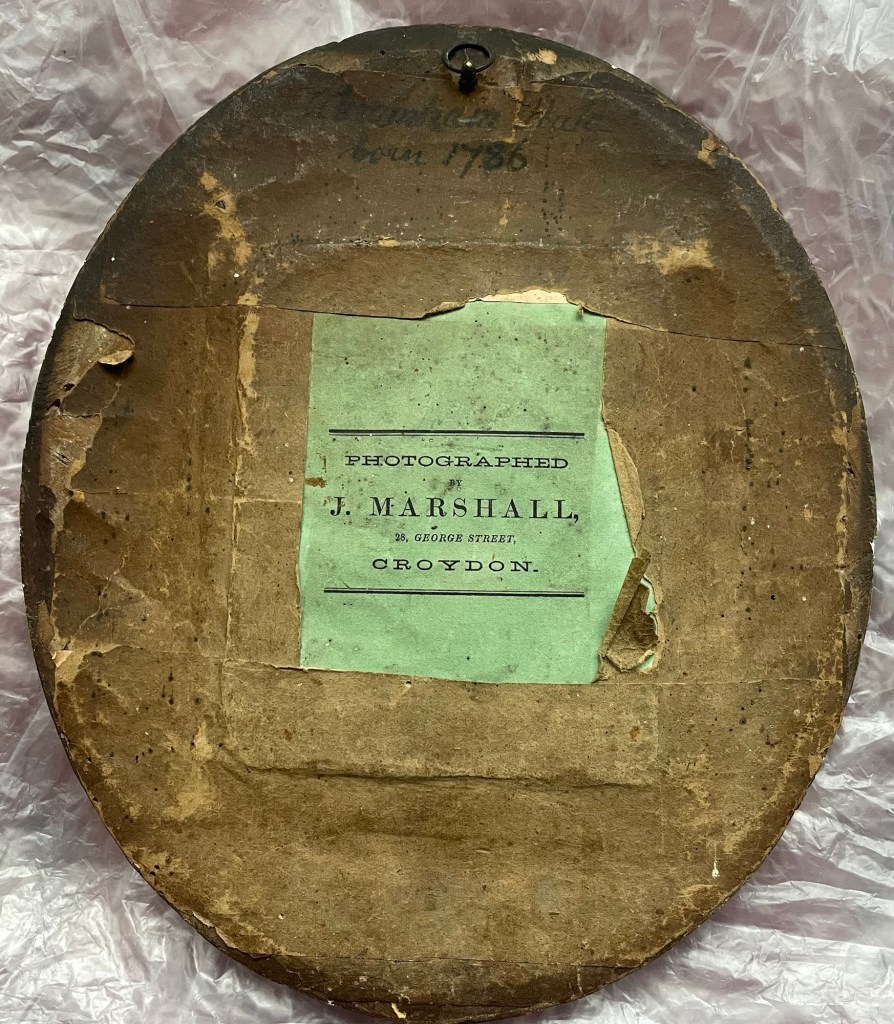 born 1786
PHOTOGRAPHED
BY
J. MARSHALL,
28, GEORGE STREET,
CROYDON.